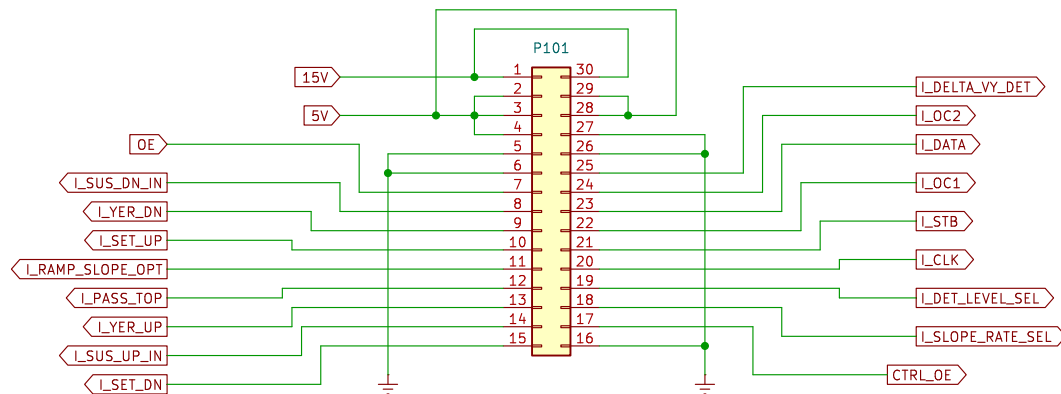 P101
15V
5V
OE
I_SUS_DN_IN
I_YER_DN
I_SET_UP
I_RAMP_SLOPE_OPT
I_PASS_TOP
I_YER_UP
I_SUS_UP_IN
I_SET_DN
1
2
3
4
5
6
7
8
9
10
11
12
13
14
15
30
29
28
27
26
25
24
23
22
21
20
19
18
17
16
I_DELTA_VY_DET
I_OC2
I_DATA
I_OC1
I_STB
I_CLK
I_DET_LEVEL_SEL
I_SLOPE_RATE_SEL
CTRL_OE